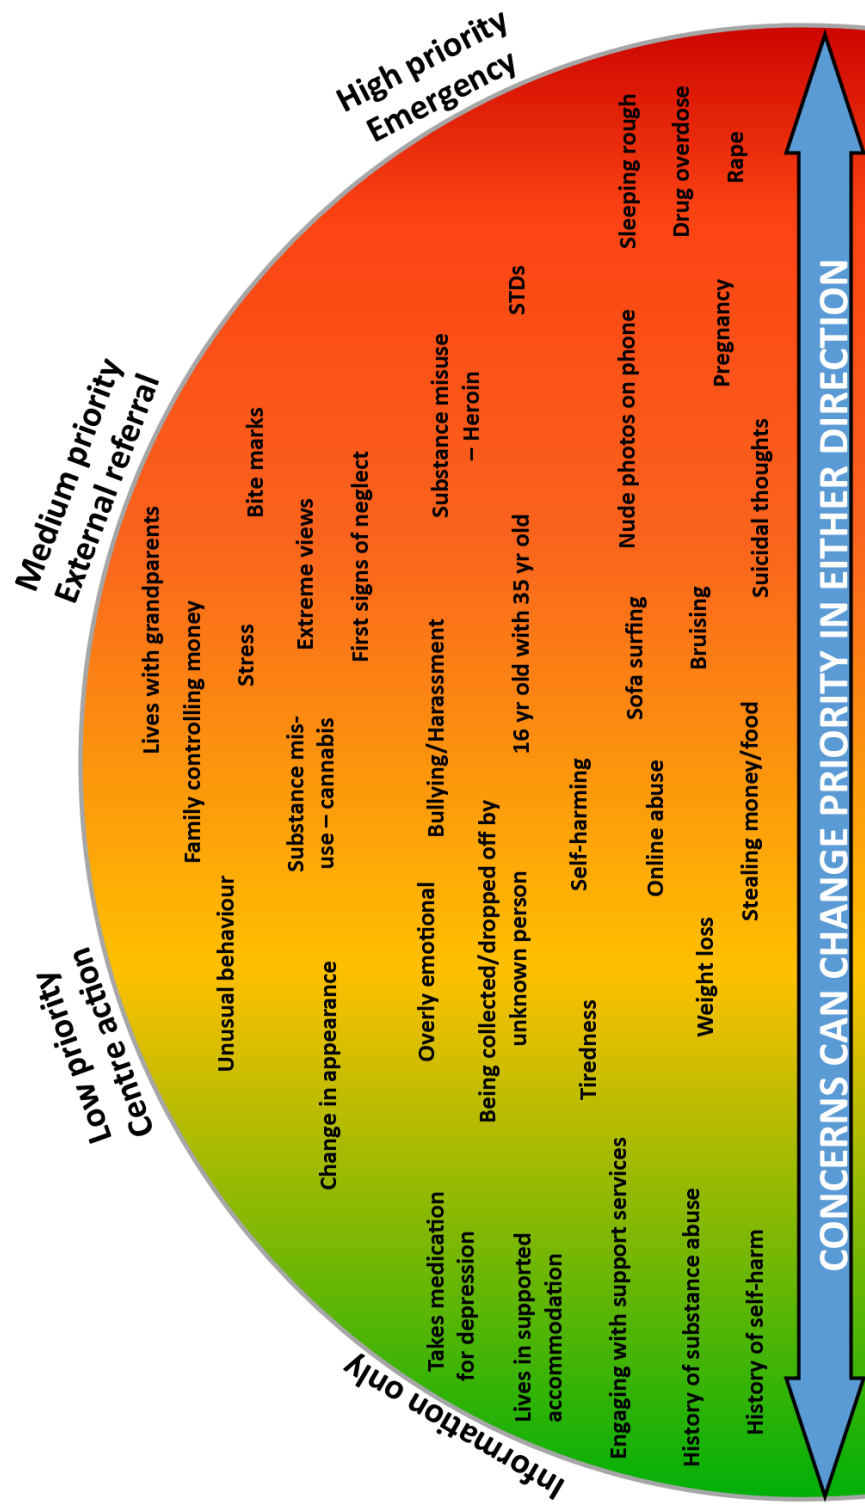 Information only
Low priority
Centre action
Medium priority
External referral
High priority
Emergency
Lives with grandparents
Family controlling money
Unusual behaviour
Stress
Bite marks
Substance mis-
use – cannabis
Extreme views
Change in appearance
First signs of neglect
Takes medication
for depression
Overly emotional
Bullying/Harassment
Substance misuse
– Heroin
Being collected/dropped off by
unknown person
Lives in supported
accommodation
16 yr old with 35 yr old
STDs
Tiredness
Self-harming
Engaging with support services
Sofa surfing
Nude photos on phone
Sleeping rough
Online abuse
Drug overdose
History of substance abuse
Weight loss
Bruising
Pregnancy
Rape
History of self-harm
Stealing money/food
Suicidal thoughts
CONCERNS CAN CHANGE PRIORITY IN EITHER DIRECTION